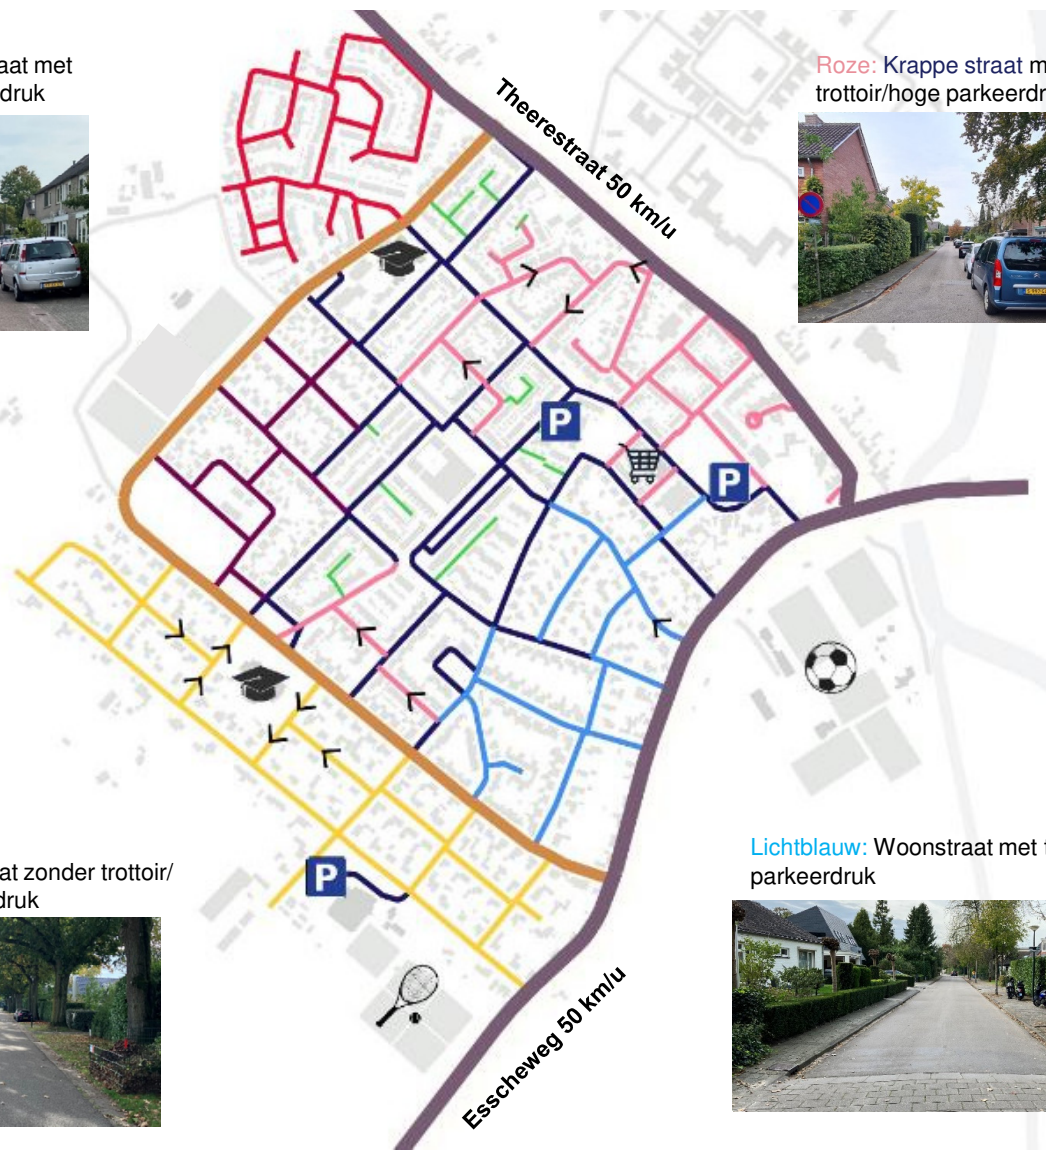 aat met
druk
Roze: Krappe straat m
trottoir/hoge parkeerdr
Theerestraat 50 km/u
P
P
P
Esscheweg 50 km/u
at zonder trottoir/
druk
Lichtblauw: Woonstraat met
parkeerdruk